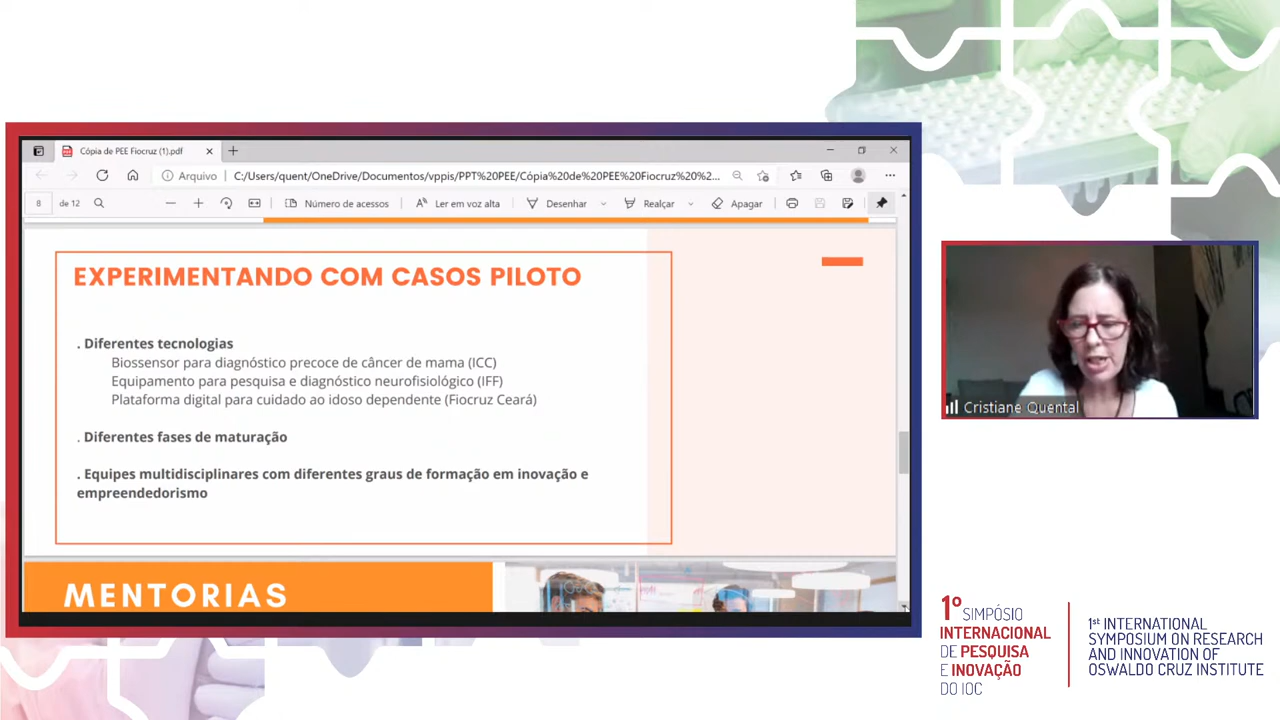 Cópia de PEE Fiocruz (1).pdf
Arquivo
C:/Users/quent/OneDrive/Documentos/vppis/PPT%20PEE/Cópia%20de%20PEE%20Fiocruz%20%2...
8
de 12
Número de acessos
Ler em voz alta
Desenhar
Realçar
Apagar
EXPERIMENTANDO COM CASOS PILOTO
. Diferentes tecnologias
Biossensor para diagnóstico precoce de câncer de mama (ICC)
Equipamento para pesquisa e diagnóstico neurofisiológico (IFF)
Plataforma digital para cuidado ao idoso dependente (Fiocruz Ceará)
. Diferentes fases de maturação
. Equipes multidisciplinares com diferentes graus de formação em inovação e
empreendedorismo
MENTORIAS
Cristiane Quental
1º SIMPÓSIO
INTERNACIONAL
DE PESQUISA
E INOVAÇÃO
DO IOC
1st INTERNATIONAL
SYMPOSIUM ON RESEARCH
AND INNOVATION OF
OSWALDO CRUZ INSTITUTE